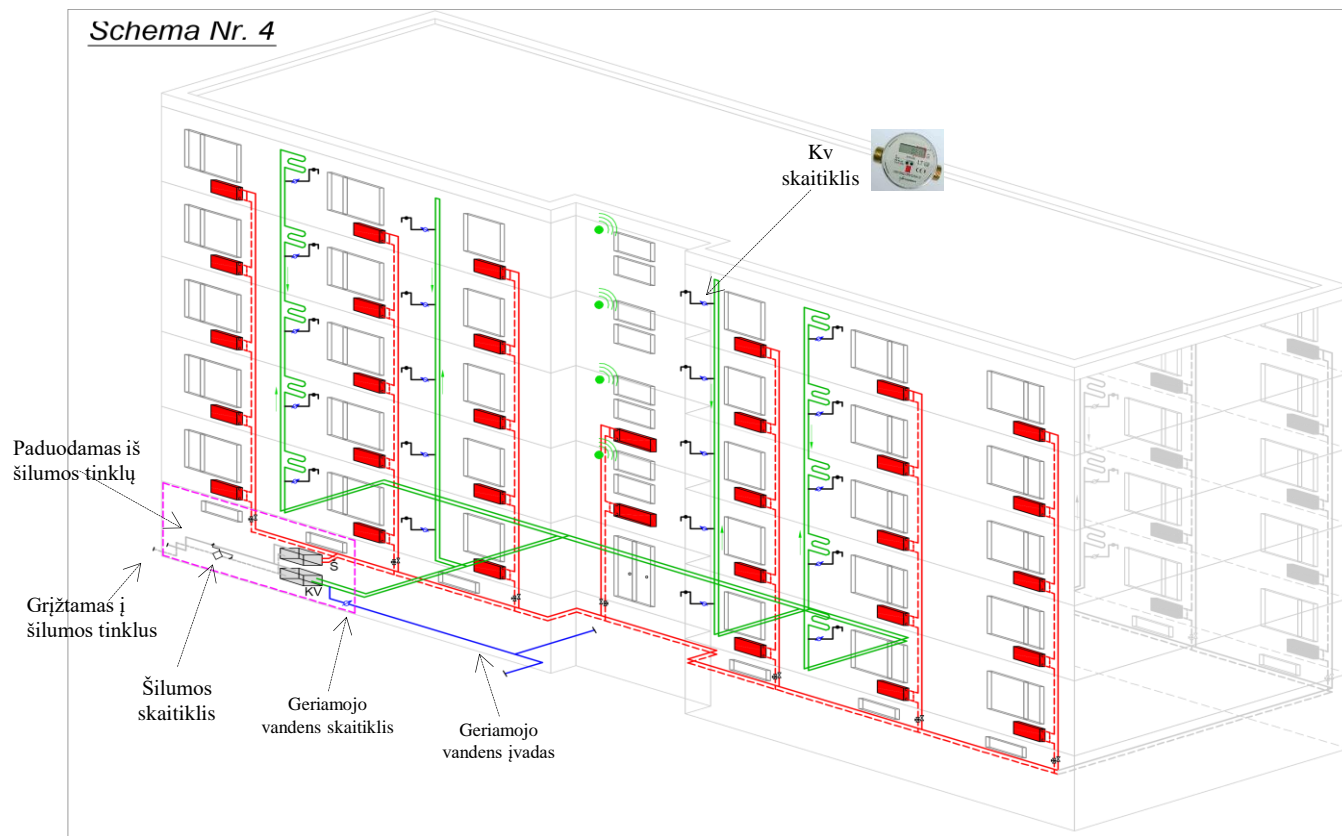 Schema Nr. 4
Kv
skaitiklis
Paduodamas iš
šilumos tinklų
Š
KV
Grįžtamas į
šilumos tinklus
Šilumos
skaitiklis
Geriamojo
vandens skaitiklis
Geriamojo
vandens įvadas